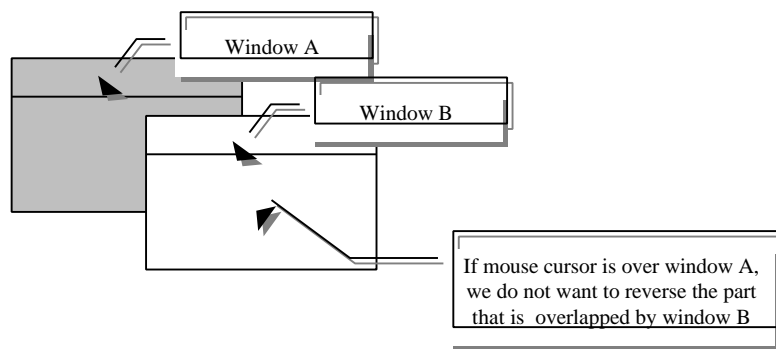 Window A
Window B
If mouse cursor is over window A,
we do not want to reverse the part
that is overlapped by window B